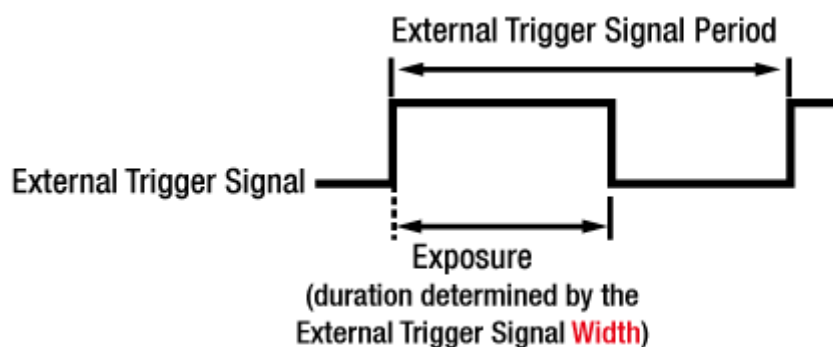 External Trigger Signal Period
External Trigger Signal
Exposure
(duration determined by the
External Trigger Signal Width)